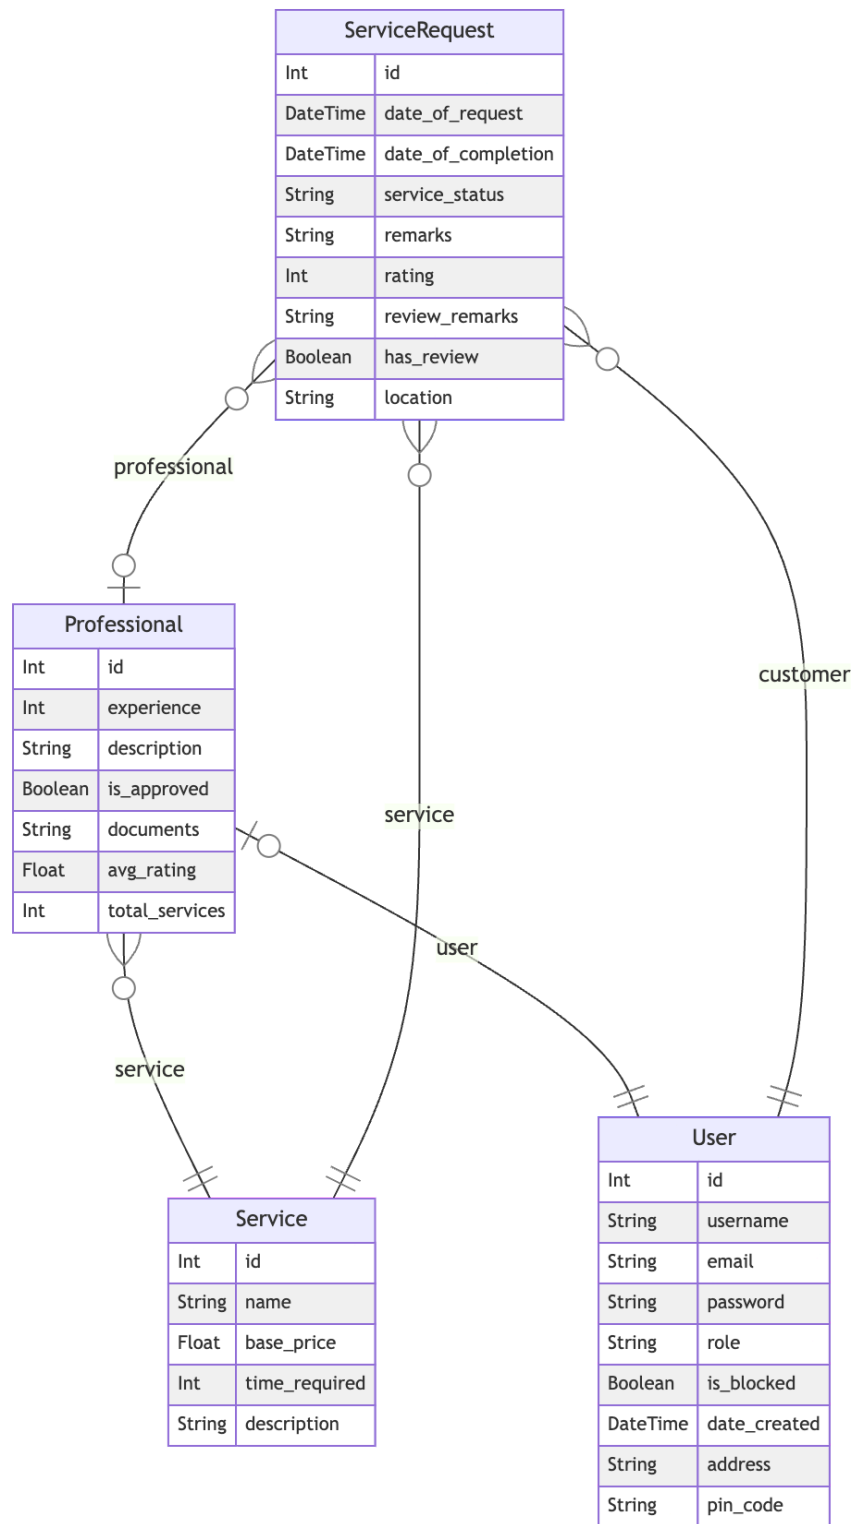 ServiceRequest
Int id
DateTime date_of_request
DateTime date_of_completion
String service_status
String remarks
Int rating
String review_remarks
Boolean has_review
String location
professional
customer
service
Professional
Int id
Int experience
String description
Boolean is_approved
String documents
Float avg_rating
Int total_services
user
service
Service
Int id
String name
Float base_price
Int time_required
String description
User
Int id
String username
String email
String password
String role
Boolean is_blocked
DateTime date_created
String address
String pin_code